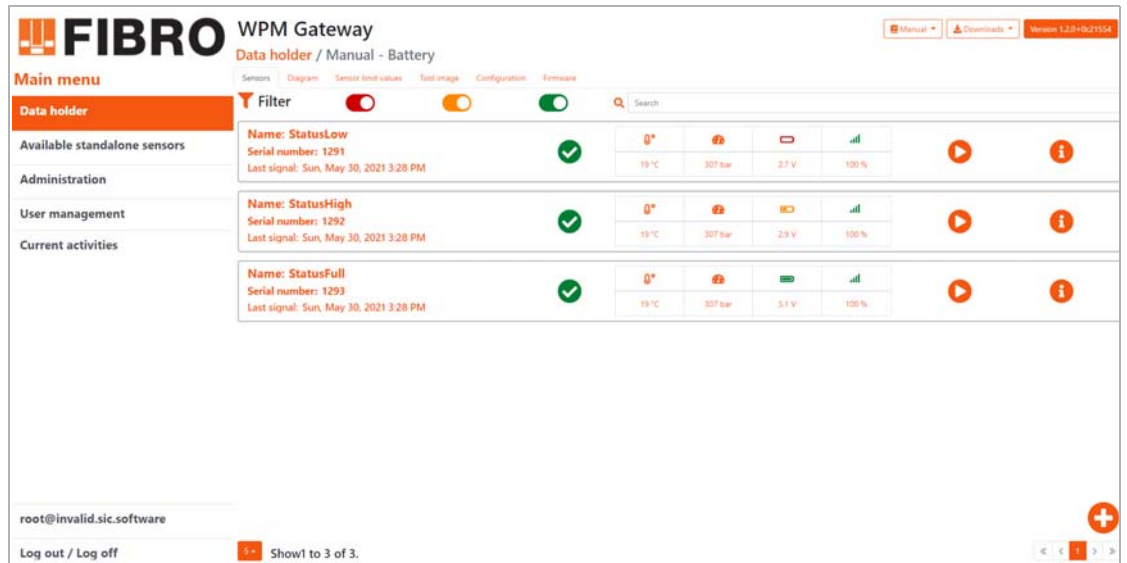 FIBRO
WPM Gateway
Manual
Downloads
Version 1.2.0+0c21554
Data holder / Manual - Battery
Main menu
Sensors Diagram Sensor limit values Tool image Configuration Firmware
Filter
Search
Data holder
Available standalone sensors
Administration
User management
Current activities
Name: StatusLow
Serial number: 1291
Last signal: Sun, May 30, 2021 3:28 PM
19 °C 307 bar 2.7 V 100 %
Name: StatusHigh
Serial number: 1292
Last signal: Sun, May 30, 2021 3:28 PM
19 °C 307 bar 2.9 V 100 %
Name: StatusFull
Serial number: 1293
Last signal: Sun, May 30, 2021 3:28 PM
19 °C 307 bar 3.1 V 100 %
root@invalid.sic.software
Log out / Log off
5 Show1 to 3 of 3.
« ‹ 1 › »